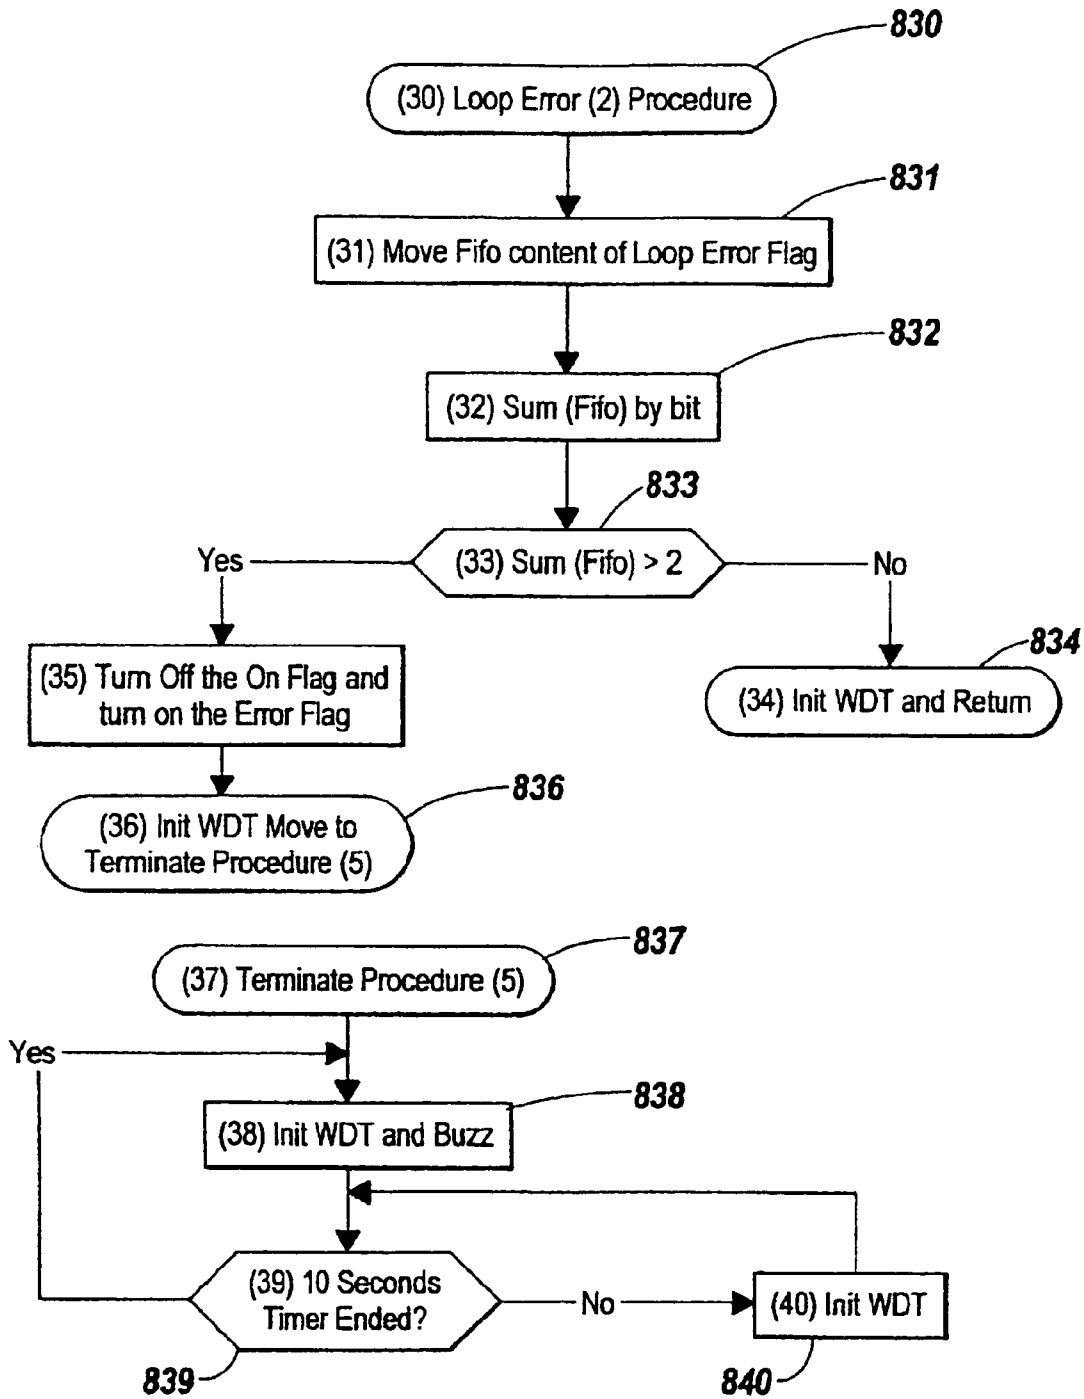 830
(30) Loop Error (2) Procedure
831
(31) Move Fifo content of Loop Error Flag
832
(32) Sum (Fifo) by bit
833
(33) Sum (Fifo) > 2
Yes
No
834
(35) Turn Off the On Flag and
turn on the Error Flag
(34) Init WDT and Return
836
(36) Init WDT Move to
Terminate Procedure (5)
837
(37) Terminate Procedure (5)
Yes
838
(38) Init WDT and Buzz
(39) 10 Seconds
Timer Ended?
No
(40) Init WDT
839
840